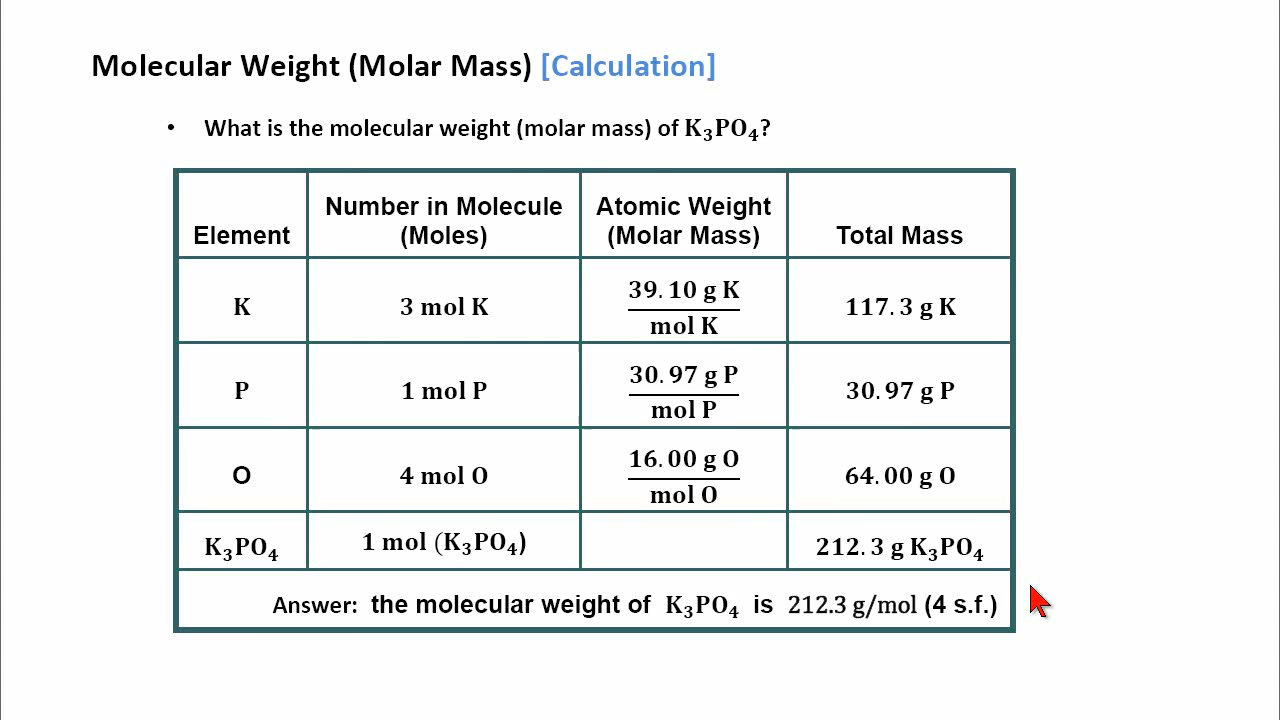 Molecular Weight (Molar Mass) [Calculation]
• What is the molecular weight (molar mass) of K₃PO₄?
Element
Number in Molecule
(Moles)
Atomic Weight
(Molar Mass)
Total Mass
K
3 mol K
39.10 g K
mol K
117.3 g K
P
1 mol P
30.97 g P
mol P
30.97 g P
O
4 mol O
16.00 g O
mol O
64.00 g O
K₃PO₄
1 mol (K₃PO₄)
212.3 g K₃PO₄
Answer: the molecular weight of K₃PO₄ is 212.3 g/mol (4 s.f.)